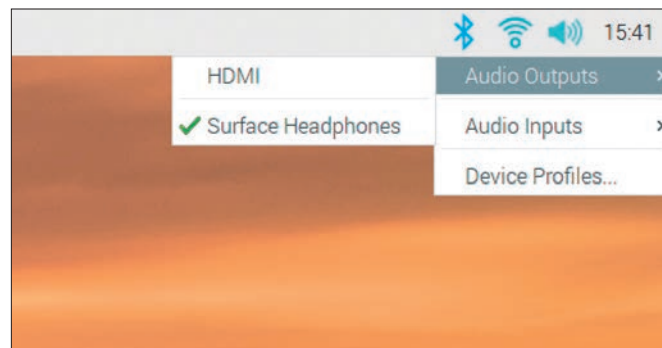 15:41
HDMI
Audio Outputs
Surface Headphones
Audio Inputs
Device Profiles...